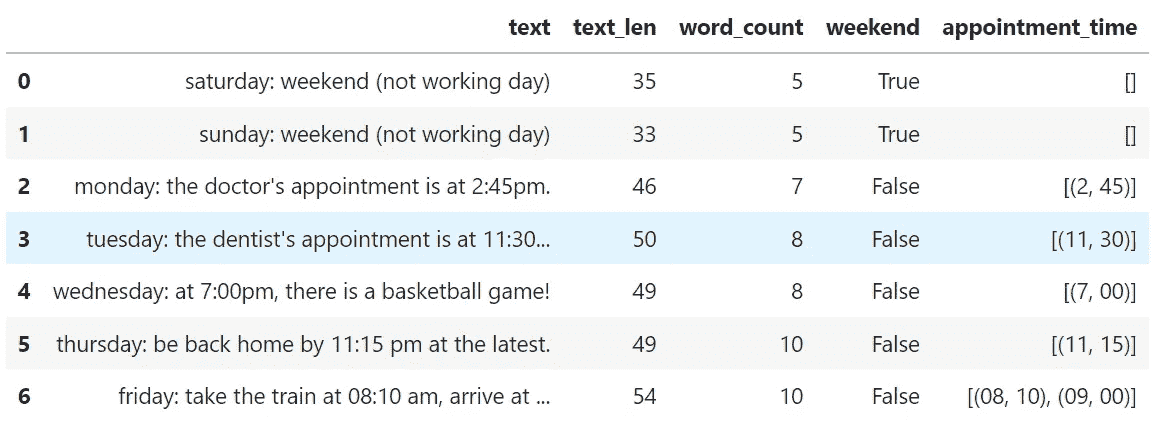 text text_len word_count weekend appointment_time
0 saturday: weekend (not working day) 35 5 True []
1 sunday: weekend (not working day) 33 5 True []
2 monday: the doctor's appointment is at 2:45pm. 46 7 False [(2, 45)]
3 tuesday: the dentist's appointment is at 11:30... 50 8 False [(11, 30)]
4 wednesday: at 7:00pm, there is a basketball game! 49 8 False [(7, 00)]
5 thursday: be back home by 11:15 pm at the latest. 49 10 False [(11, 15)]
6 friday: take the train at 08:10 am, arrive at ... 54 10 False [(08, 10), (09, 00)]